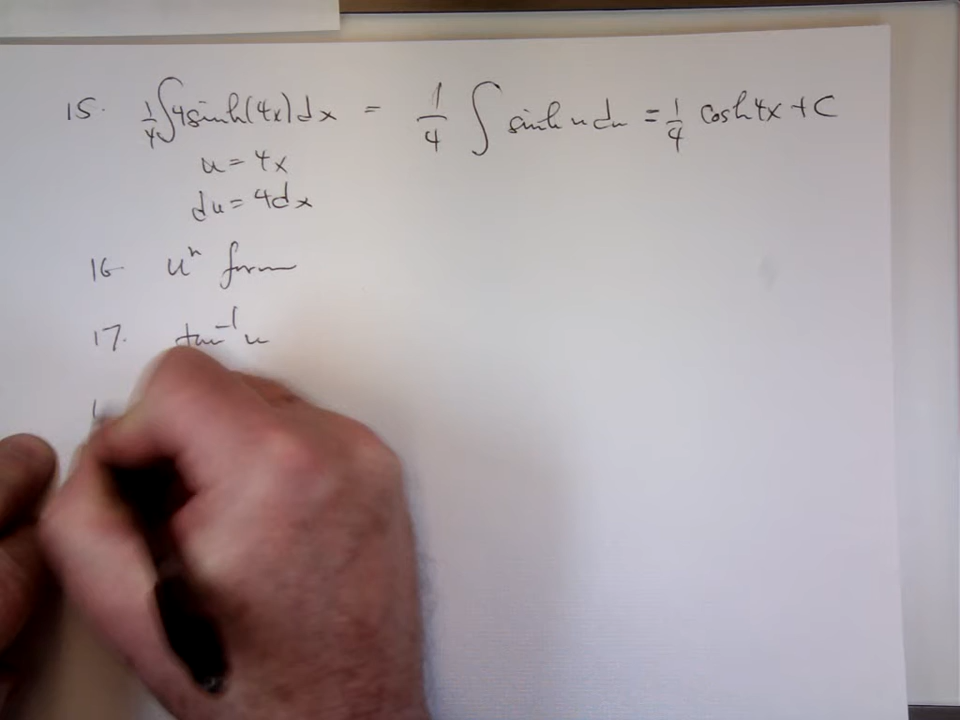 15. 1/4 ∫4sinh(4x)dx = 1/4 ∫ sinh u du = 1/4 cosh 4x + C
u = 4x
du = 4dx
16 uⁿ form
17. tan⁻¹ u